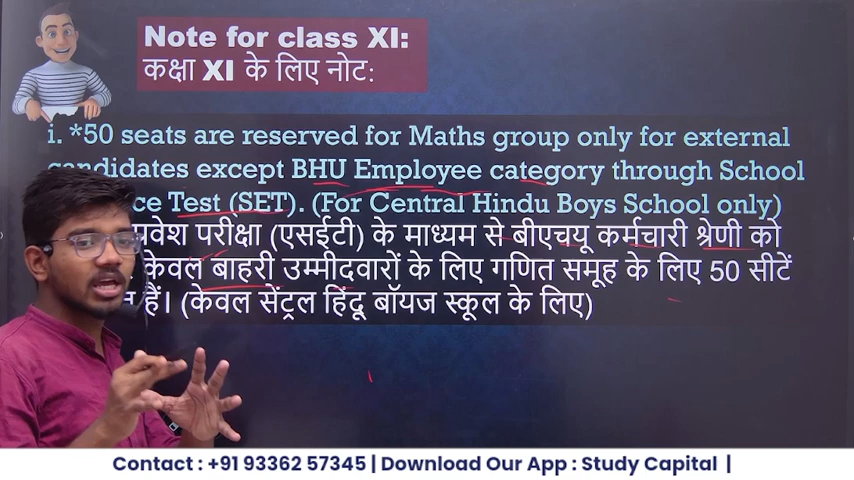 Note for class XI:
कक्षा XI के लिए नोट:
i. *50 seats are reserved for Maths group only for external
candidates except BHU Employee category through School
ce Test (SET). (For Central Hindu Boys School only)
प्रवेश परीक्षा (एसईटी) के माध्यम से बीएचयू कर्मचारी श्रेणी को
केवल बाहरी उम्मीदवारों के लिए गणित समूह के लिए 50 सीटें
हैं। (केवल सेंट्रल हिंदू बॉयज स्कूल के लिए)
Contact : +91 93362 57345 | Download Our App : Study Capital |